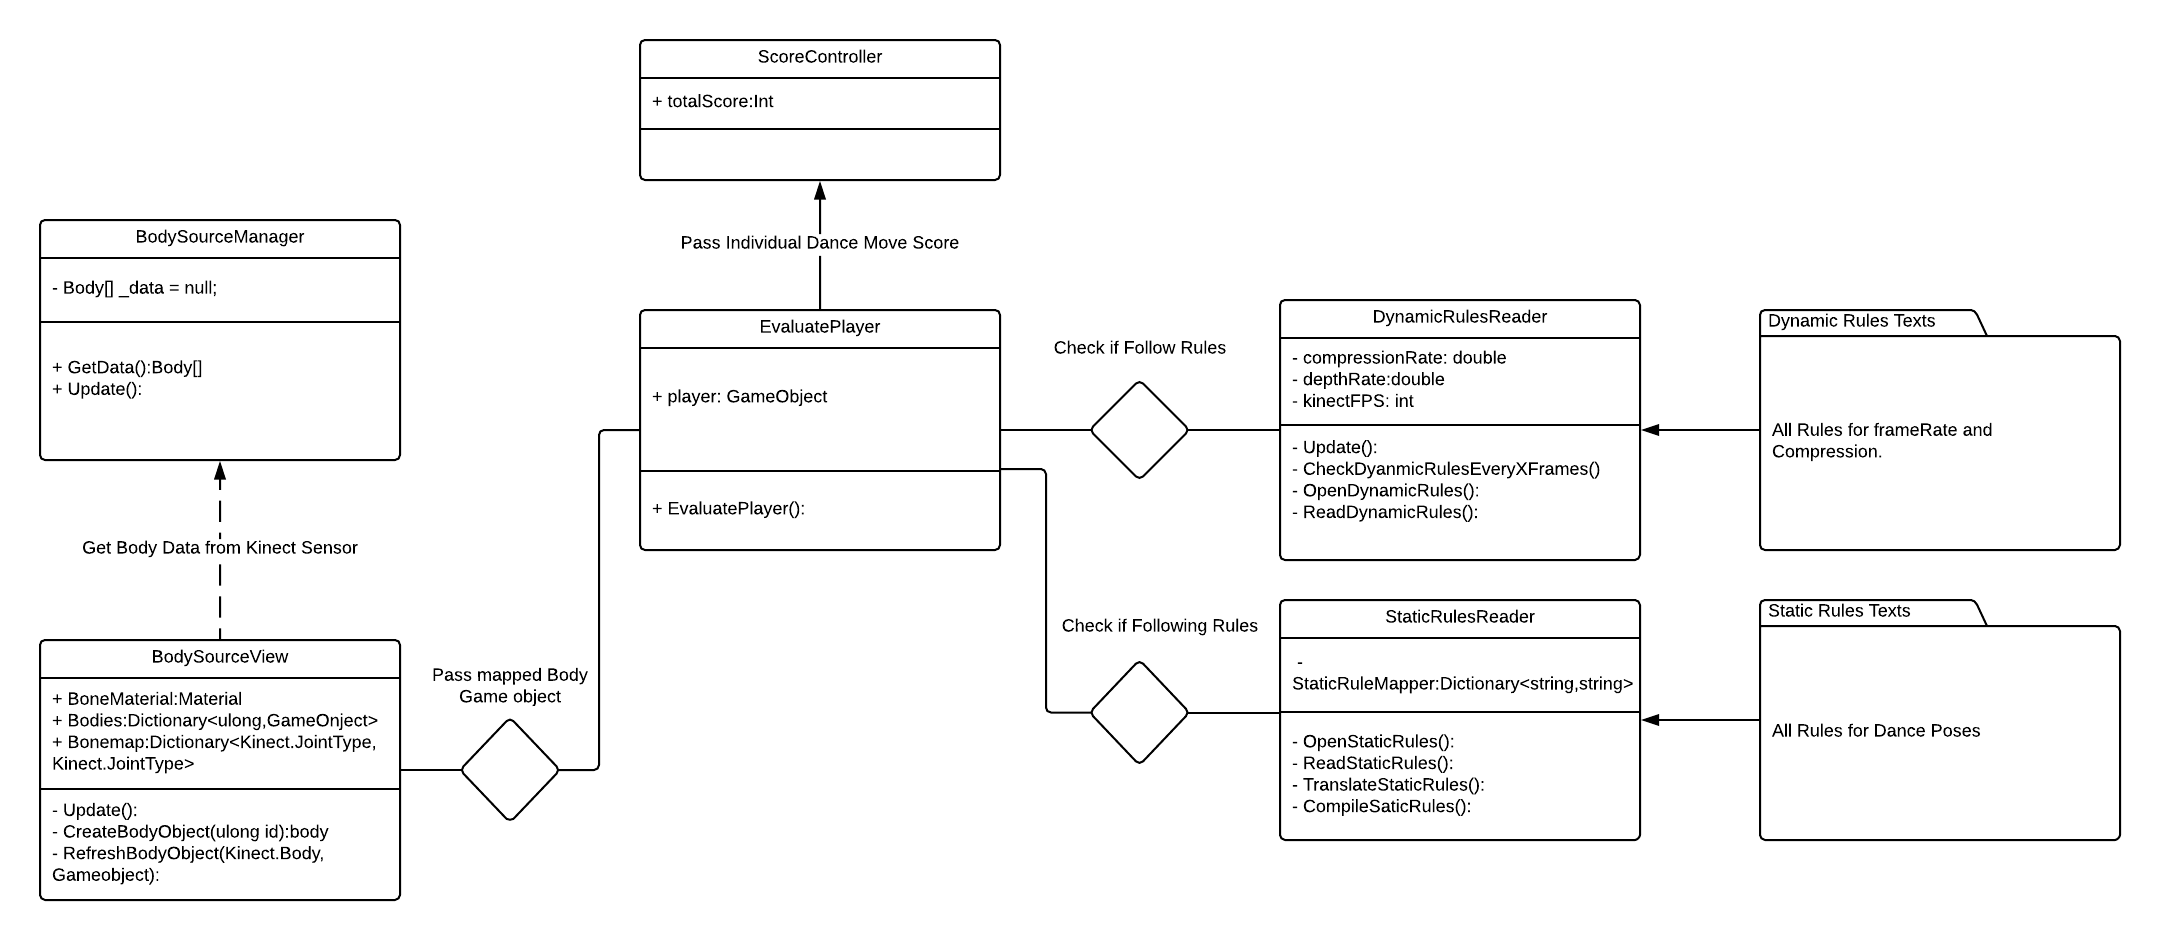 ScoreController
+ totalScore:Int
Pass Individual Dance Move Score
BodySourceManager
- Body[] _data = null;
+ GetData():Body[]
+ Update():
Get Body Data from Kinect Sensor
BodySourceView
+ BoneMaterial:Material
+ Bodies:Dictionary<ulong,GameOnject>
+ Bonemap:Dictionary<Kinect.JointType,
Kinect.JointType>
- Update():
- CreateBodyObject(ulong id):body
- RefreshBodyObject(Kinect.Body,
Gameobject):
Pass mapped Body
Game object
EvaluatePlayer
+ player: GameObject
+ EvaluatePlayer():
Check if Follow Rules
DynamicRulesReader
- compressionRate: double
- depthRate:double
- kinectFPS: int
- Update():
- CheckDyanmicRulesEveryXFrames()
- OpenDynamicRules():
- ReadDynamicRules():
Dynamic Rules Texts
All Rules for frameRate and
Compression.
Check if Following Rules
StaticRulesReader
-
StaticRuleMapper:Dictionary<string,string>
- OpenStaticRules():
- ReadStaticRules():
- TranslateStaticRules():
- CompileSaticRules():
Static Rules Texts
All Rules for Dance Poses